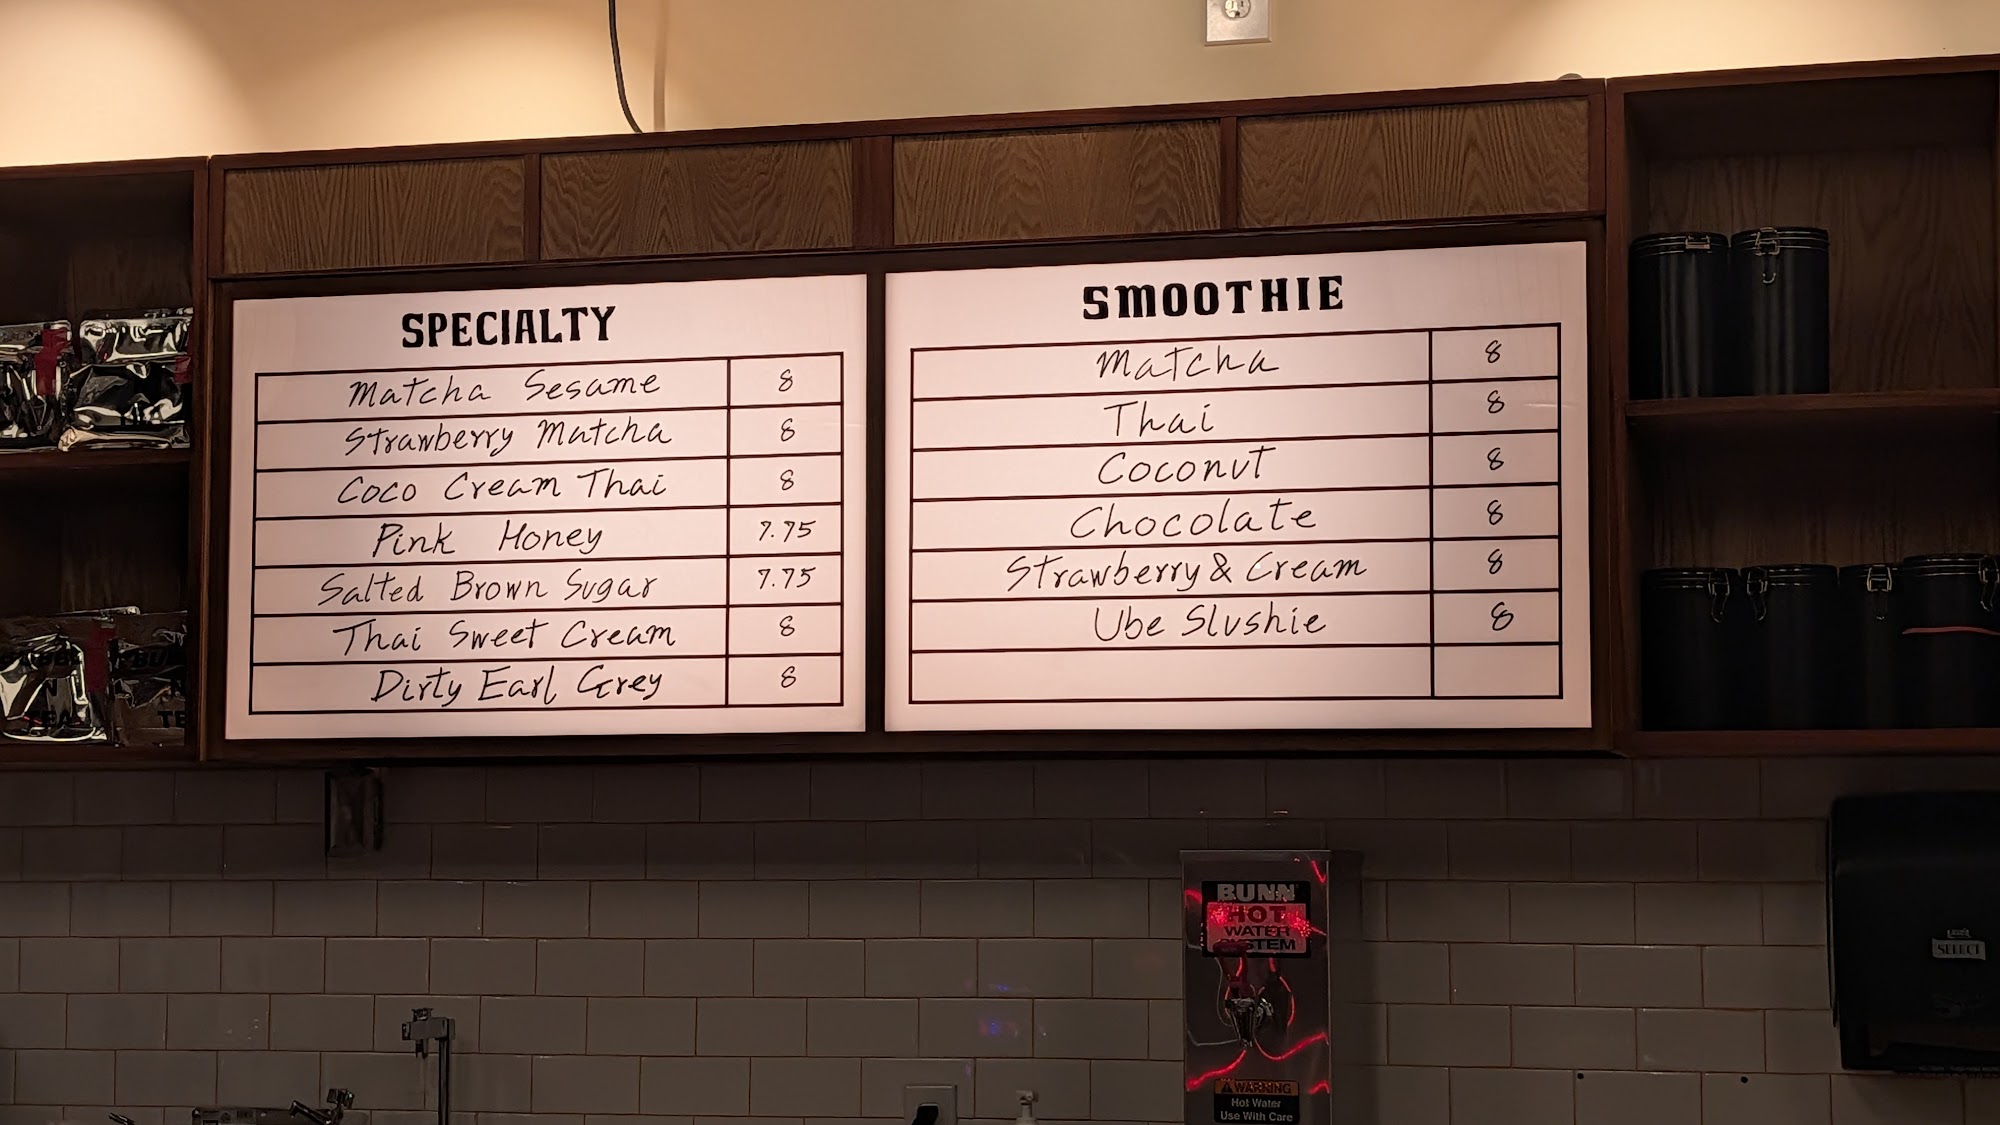 SPECIALTY
Matcha Sesame 8
Strawberry Matcha 8
Coco Cream Thai 8
Pink Honey 7.75
Salted Brown Sugar 7.75
Thai Sweet Cream 8
Dirty Earl Grey 8
SMOOTHIE
Matcha 8
Thai 8
Coconut 8
Chocolate 8
Strawberry & Cream 8
Ube Slushie 8
BUNN
HOT
WATER
SYSTEM
WARNING
Hot Water
Use With Care
SELECT